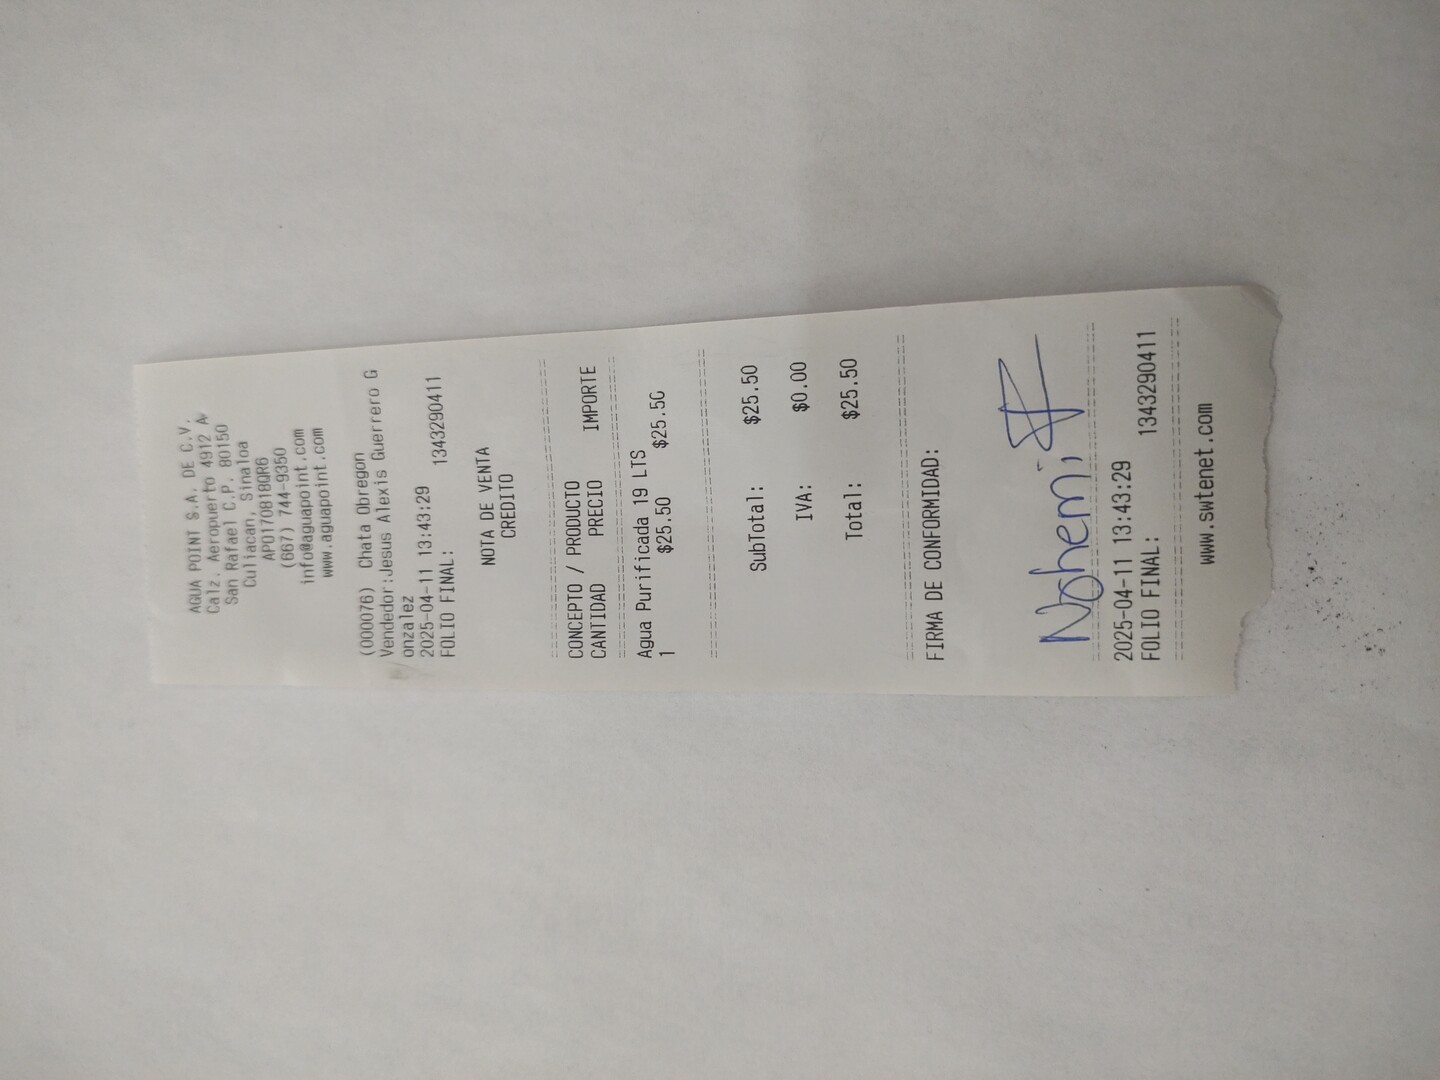 AGUA POINT S.A. DE C.V.
Calz. Aeropuerto 4912 A
San Rafael C.P. 80150
Culiacan, Sinaloa
APO170818QR6
(667) 744-9350
info@aguapoint.com
www.aguapoint.com
(000076) Chata Obregon
Vendedor:Jesus Alexis Guerrero G
onzalez
2025-04-11 13:43:29
FOLIO FINAL: 1343290411
NOTA DE VENTA
CREDITO
CONCEPTO / PRODUCTO
CANTIDAD PRECIO IMPORTE
Agua Purificada 19 LTS
1 $25.50 $25.50
SubTotal: $25.50
IVA: $0.00
Total: $25.50
FIRMA DE CONFORMIDAD:
Nohemi
2025-04-11 13:43:29
FOLIO FINAL: 1343290411
www.swtenet.com